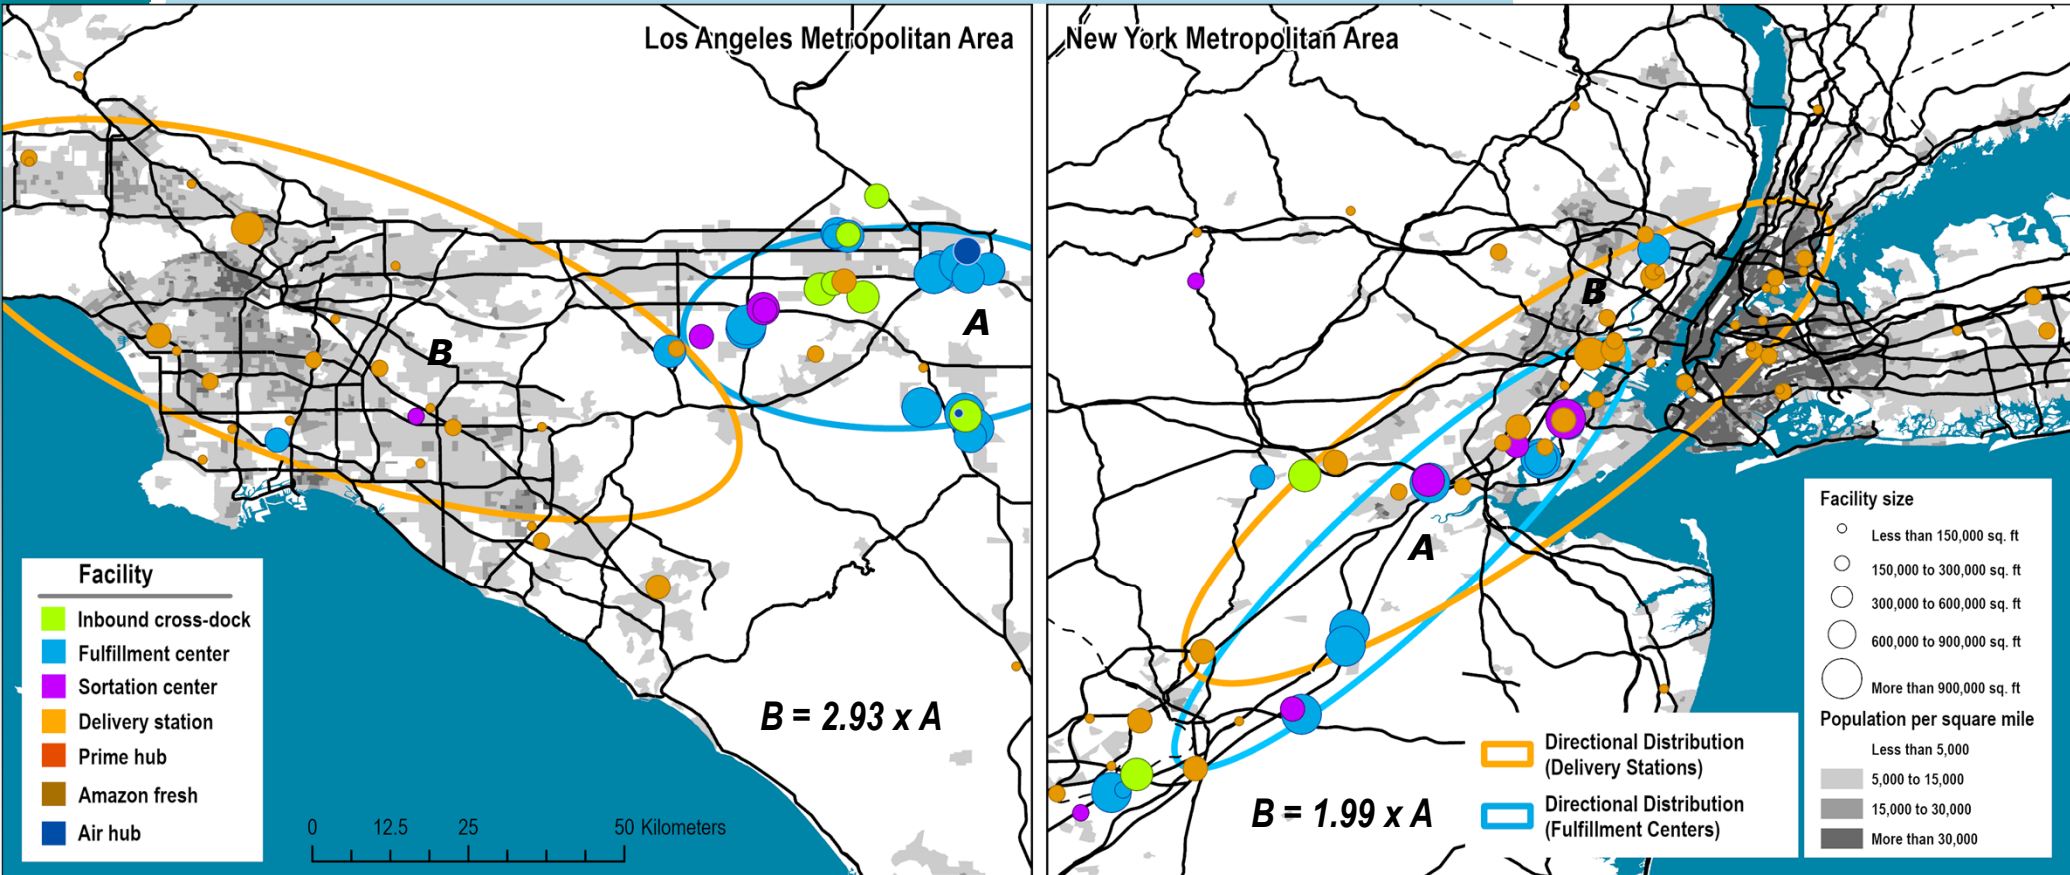 Los Angeles Metropolitan Area
B
A
B = 2.93 x A
Facility
Inbound cross-dock
Fulfillment center
Sortation center
Delivery station
Prime hub
Amazon fresh
Air hub
0 12.5 25 50 Kilometers
New York Metropolitan Area
B
A
B = 1.99 x A
Directional Distribution
(Delivery Stations)
Directional Distribution
(Fulfillment Centers)
Facility size
Less than 150,000 sq. ft
150,000 to 300,000 sq. ft
300,000 to 600,000 sq. ft
600,000 to 900,000 sq. ft
More than 900,000 sq. ft
Population per square mile
Less than 5,000
5,000 to 15,000
15,000 to 30,000
More than 30,000